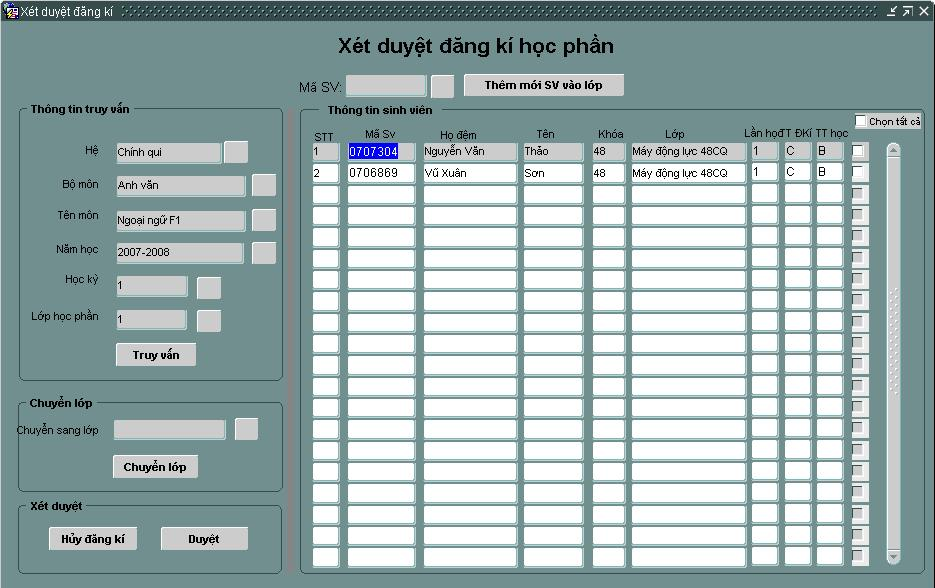 Xét duyệt đăng kí
Xét duyệt đăng kí học phần
Mã SV:
Thêm mới SV vào lớp
Thông tin truy vấn
Hệ Chính qui
Bộ môn Anh văn
Tên môn Ngoại ngữ F1
Năm học 2007-2008
Học kỳ 1
Lớp học phần 1
Truy vấn
Chuyển lớp
Chuyển sang lớp
Chuyển lớp
Xét duyệt
Hủy đăng kí Duyệt
Thông tin sinh viên
Chọn tất cả
STT Mã Sv Họ đệm Tên Khóa Lớp Lần học TT ĐKí TT học
1 0707304 Nguyễn Văn Thảo 48 Máy động lực 48CQ 1 C B
2 0706869 Vũ Xuân Sơn 48 Máy động lực 48CQ 1 C B